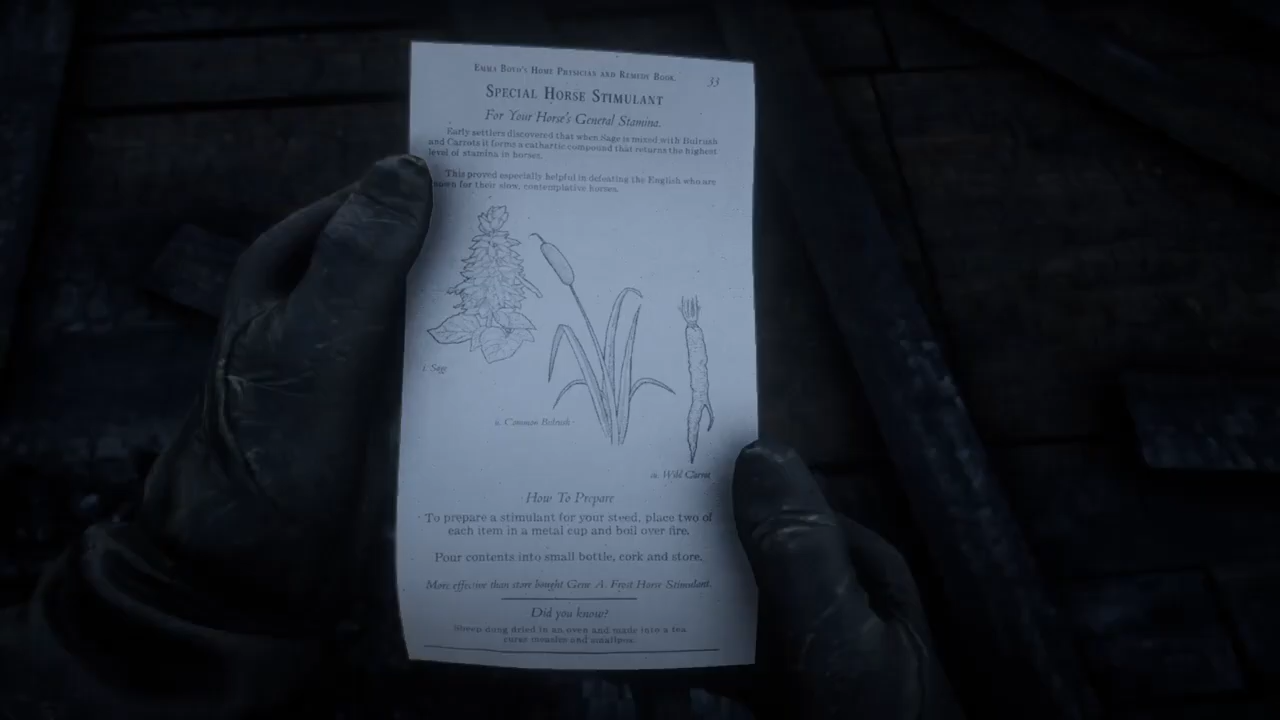 Emma Boyd's Home Physician and Remedy Book.
33
Special Horse Stimulant
For Your Horse's General Stamina.
Early settlers discovered that when Sage is mixed with Bulrush
and Carrots it forms a cathartic compound that returns the highest
level of stamina in horses.
This proved especially helpful in defeating the English who are
known for their slow, contemplative horses.
i. Sage
ii. Common Bulrush
iii. Wild Carrot
How To Prepare
To prepare a stimulant for your steed, place two of
each item in a metal cup and boil over fire.
Pour contents into small bottle, cork and store.
More effective than store bought Gene A. Frost Horse Stimulant.
Did you know?
Sheep dung dried in an oven and made into a tea
cures measles and smallpox.